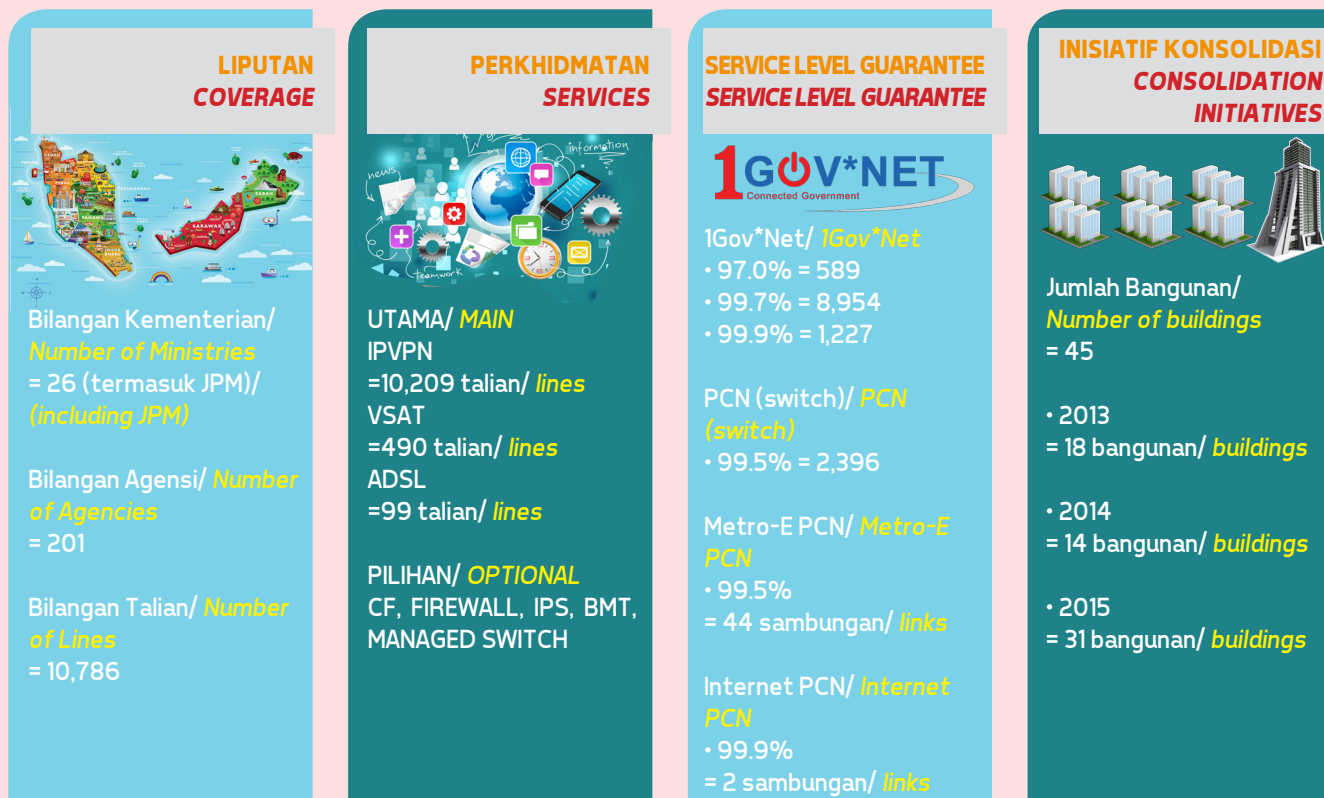 LIPUTAN
COVERAGE
SABAH
SARAWAK
Bilangan Kementerian/
Number of Ministries
= 26 (termasuk JPM)/
(including JPM)
Bilangan Agensi/ Number
of Agencies
= 201
Bilangan Talian/ Number
of Lines
= 10,786
PERKHIDMATAN
SERVICES
information
news
teamwork
UTAMA/ MAIN
IPVPN
=10,209 talian/ lines
VSAT
=490 talian/ lines
ADSL
=99 talian/ lines
PILIHAN/ OPTIONAL
CF, FIREWALL, IPS, BMT,
MANAGED SWITCH
SERVICE LEVEL GUARANTEE
SERVICE LEVEL GUARANTEE
1GOV*NET
Connected Government
1Gov*Net/ 1Gov*Net
• 97.0% = 589
• 99.7% = 8,954
• 99.9% = 1,227
PCN (switch)/ PCN
(switch)
• 99.5% = 2,396
Metro-E PCN/ Metro-E
PCN
• 99.5%
= 44 sambungan/ links
Internet PCN/ Internet
PCN
• 99.9%
= 2 sambungan/ links
INISIATIF KONSOLIDASI
CONSOLIDATION
INITIATIVES
Jumlah Bangunan/
Number of buildings
= 45
• 2013
= 18 bangunan/ buildings
• 2014
= 14 bangunan/ buildings
• 2015
= 31 bangunan/ buildings